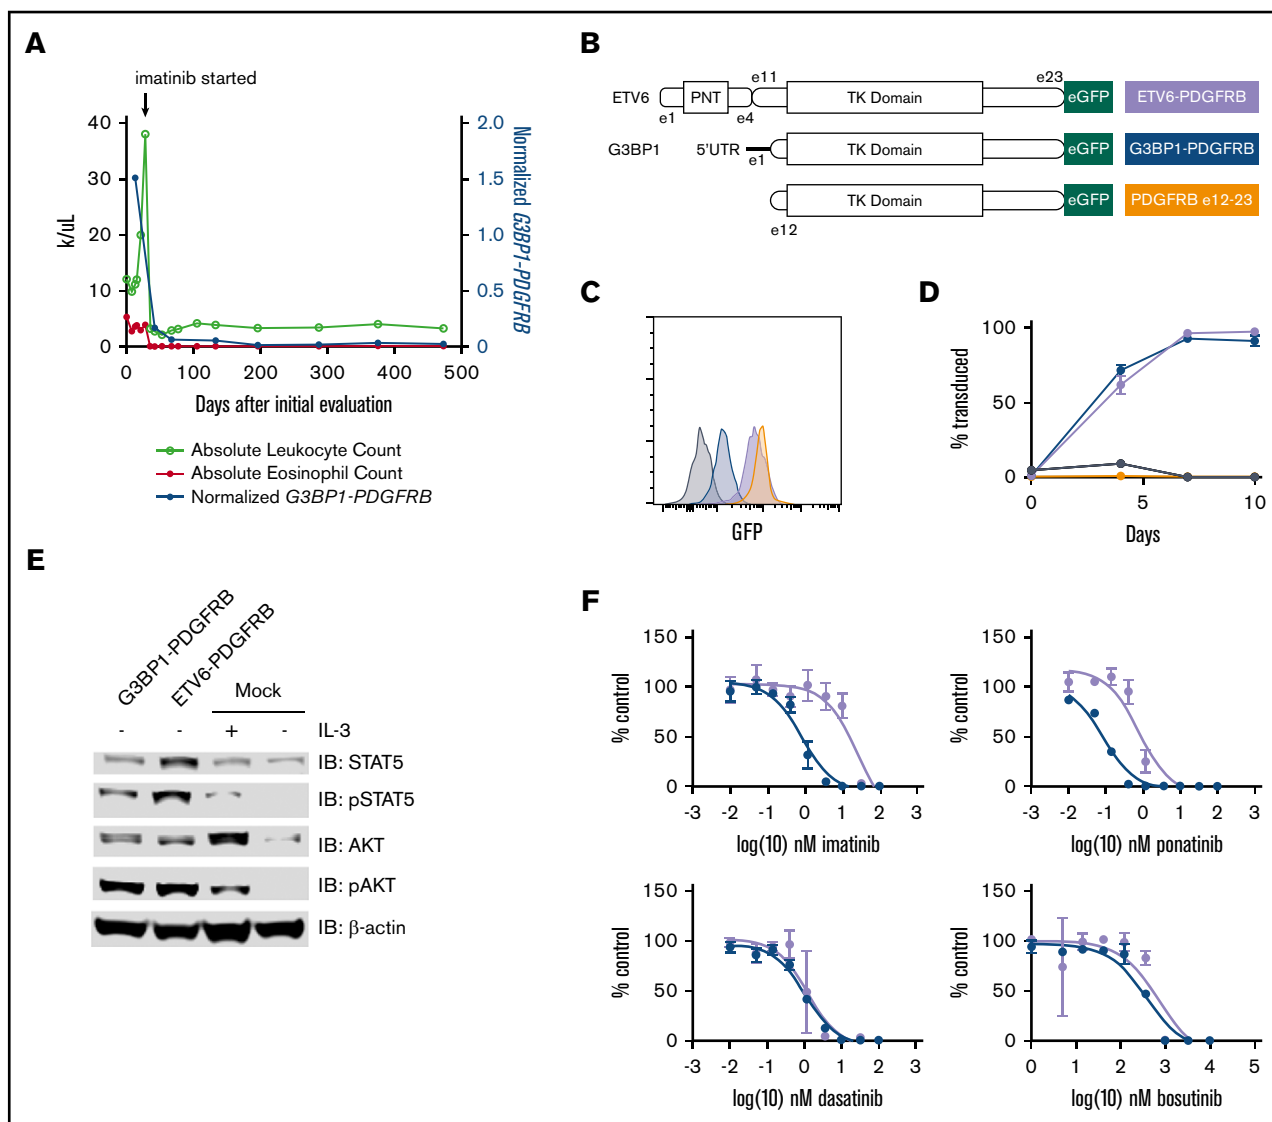 A
imatinib started
40
30
20
10
0
k/uL
2.0
1.5
1.0
0.5
0
Normalized G3BP1-PDGFRB
0 100 200 300 400 500
Days after initial evaluation
Absolute Leukocyte Count
Absolute Eosinophil Count
Normalized G3BP1-PDGFRB
B
e11 e23
ETV6 PNT TK Domain eGFP ETV6-PDGFRB
e1 e4
G3BP1 5'UTR TK Domain eGFP G3BP1-PDGFRB
e1
TK Domain eGFP PDGFRB e12-23
e12
C
GFP
D
100
50
0
% transduced
0 5 10
Days
E
G3BP1-PDGFRB
ETV6-PDGFRB
Mock
- - + - IL-3
IB: STAT5
IB: pSTAT5
IB: AKT
IB: pAKT
IB: β-actin
F
150
100
50
0
% control
-3 -2 -1 0 1 2 3
log(10) nM imatinib
150
100
50
0
% control
-3 -2 -1 0 1 2 3
log(10) nM ponatinib
150
100
50
0
% control
-3 -2 -1 0 1 2 3
log(10) nM dasatinib
150
100
50
0
% control
0 1 2 3 4 5
log(10) nM bosutinib